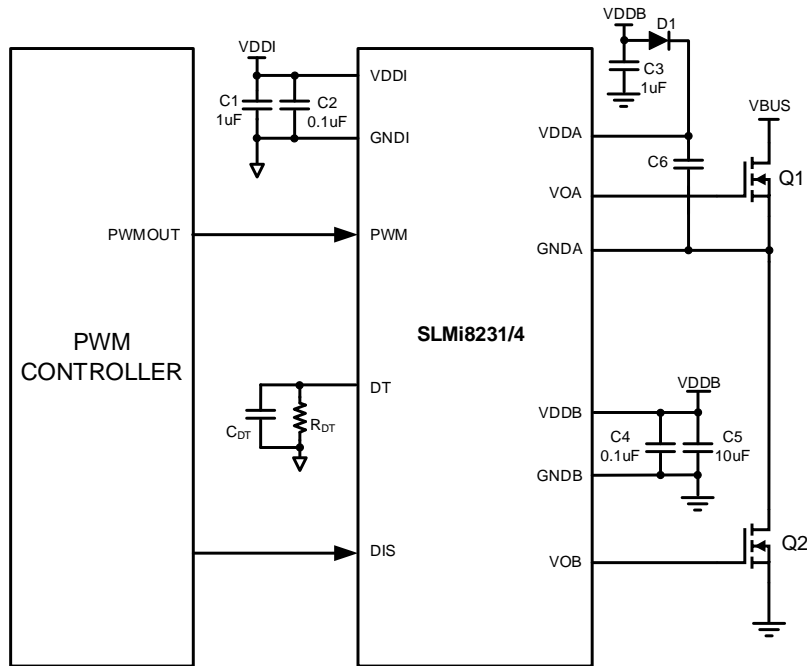 VDDB
D1
VDDI
C3
1uF
VDDI
VBUS
C1
1uF
C2
0.1uF
GNDI
VDDA
C6
Q1
VOA
PWMOUT
PWM
GNDA
PWM
CONTROLLER
SLMi8231/4
DT
VDDB
CDT
RDT
VDDB
C4
0.1uF
C5
10uF
GNDB
DIS
VOB
Q2